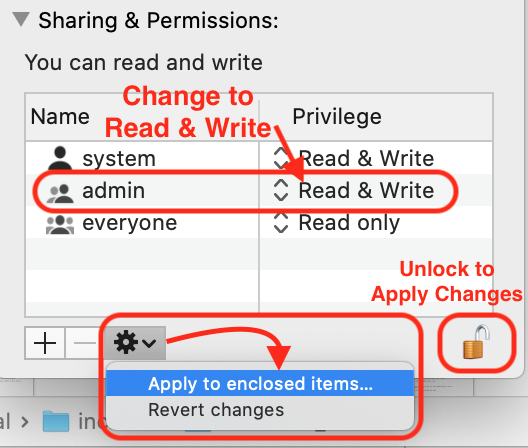 Sharing & Permissions:
You can read and write
Change to
Read & Write
Name Privilege
system Read & Write
admin Read & Write
everyone Read only
Unlock to
Apply Changes
Apply to enclosed items...
Revert changes